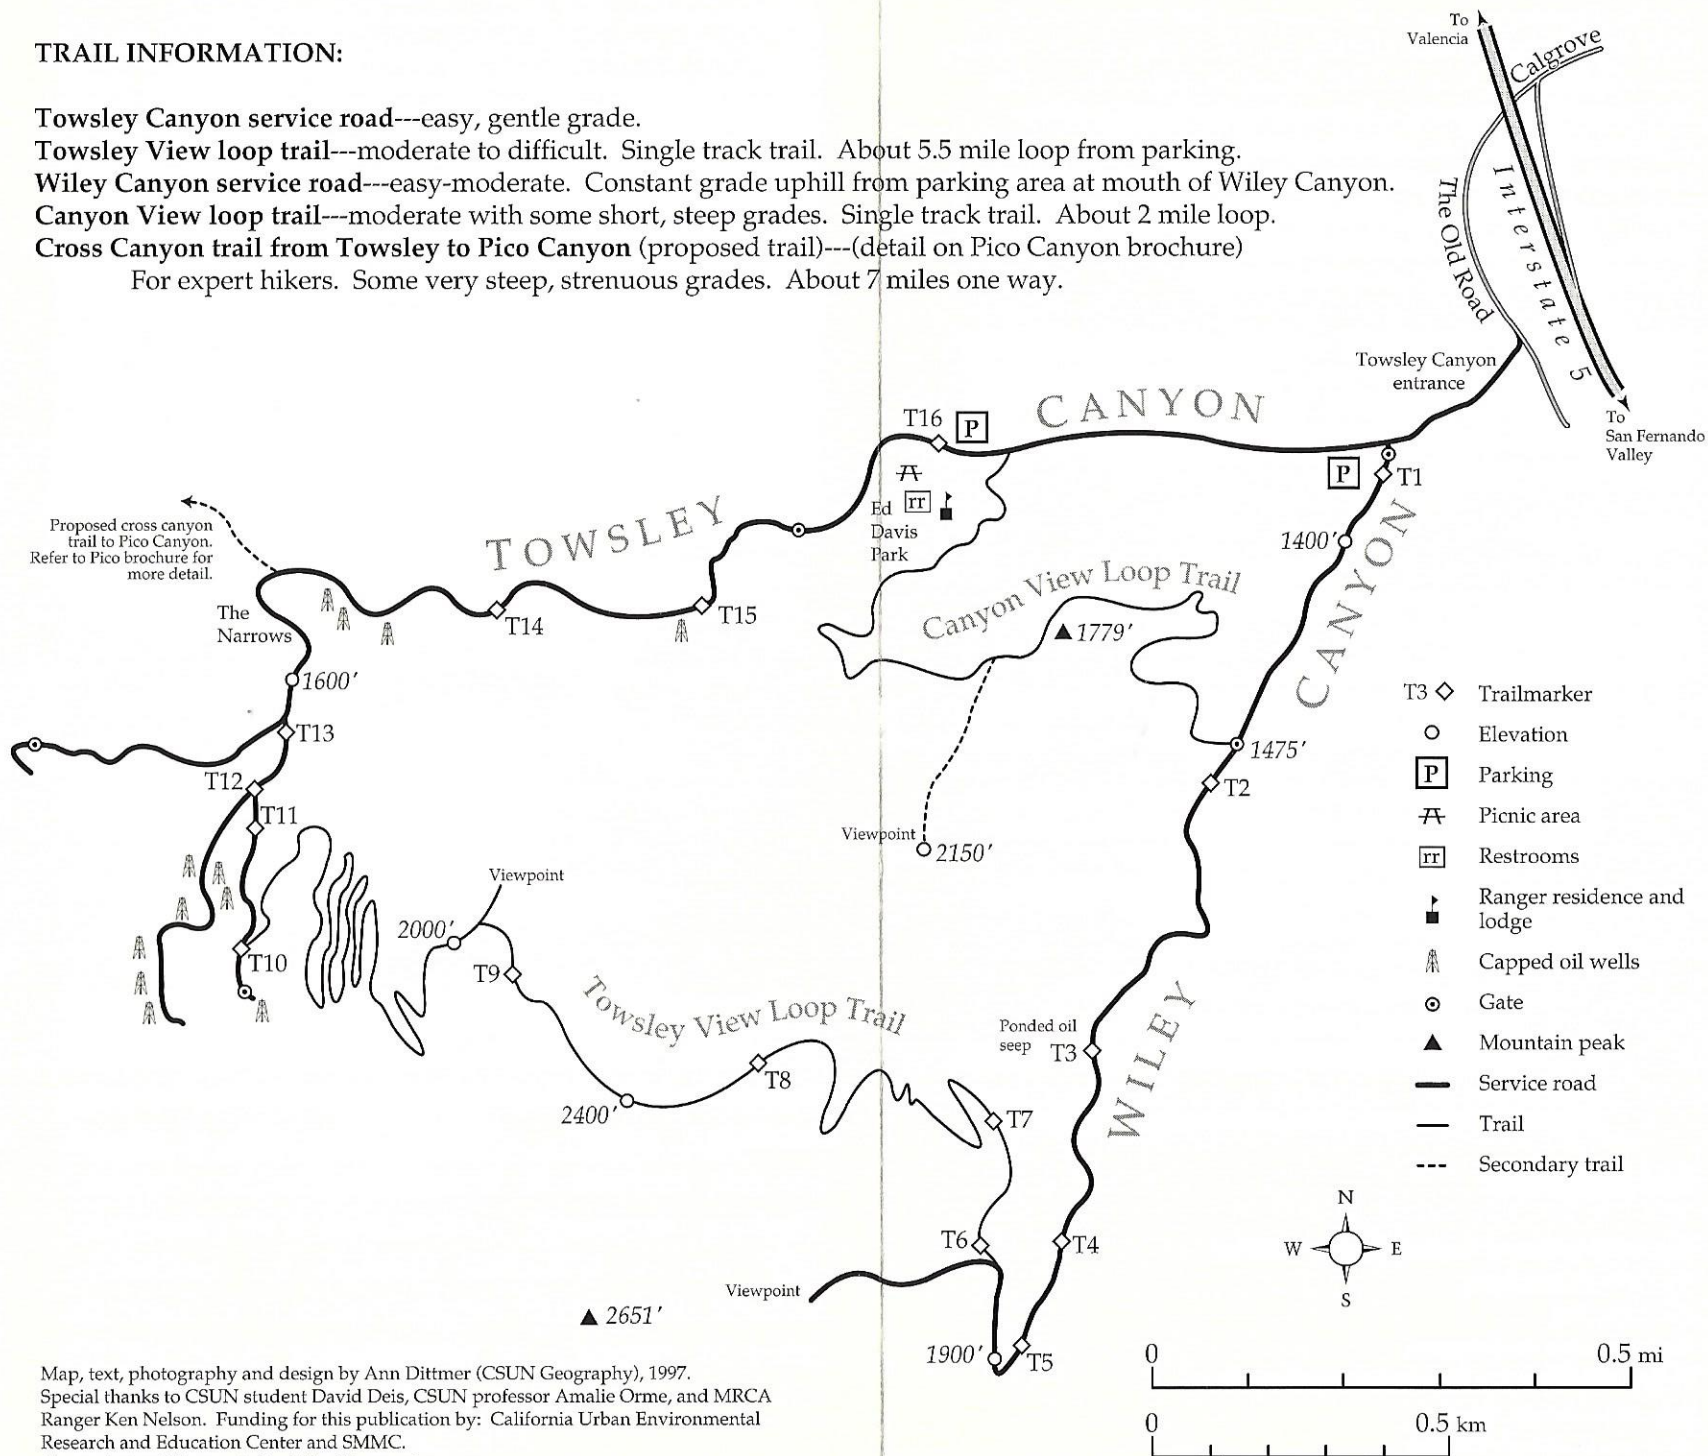 To
Valencia
Calgrove
TRAIL INFORMATION:
Towsley Canyon service road---easy, gentle grade.
Towsley View loop trail---moderate to difficult. Single track trail. About 5.5 mile loop from parking.
Wiley Canyon service road---easy-moderate. Constant grade uphill from parking area at mouth of Wiley Canyon.
Canyon View loop trail---moderate with some short, steep grades. Single track trail. About 2 mile loop.
Cross Canyon trail from Towsley to Pico Canyon (proposed trail)---(detail on Pico Canyon brochure)
For expert hikers. Some very steep, strenuous grades. About 7 miles one way.
The Old Road
Interstate 5
Towsley Canyon
entrance
To
San Fernando
Valley
T16
P
CANYON
P
T1
rr
Ed
Davis
Park
TOWSLEY
1400'
CANYON
Proposed cross canyon
trail to Pico Canyon.
Refer to Pico brochure for
more detail.
The
Narrows
T14
T15
Canyon View Loop Trail
1779'
1600'
T13
T12
T11
1475'
T2
Viewpoint
2150'
Viewpoint
2000'
T9
T10
Towsley View Loop Trail
2400'
T8
T7
Ponded oil
seep
T3
WILEY
T6
T4
Viewpoint
2651'
1900'
T5
T3
Trailmarker
Elevation
P
Parking
Picnic area
rr
Restrooms
Ranger residence and
lodge
Capped oil wells
Gate
Mountain peak
Service road
Trail
Secondary trail
N
W
E
S
0
0.5 mi
0
0.5 km
Map, text, photography and design by Ann Dittmer (CSUN Geography), 1997.
Special thanks to CSUN student David Deis, CSUN professor Amalie Orme, and MRCA
Ranger Ken Nelson. Funding for this publication by: California Urban Environmental
Research and Education Center and SMMC.